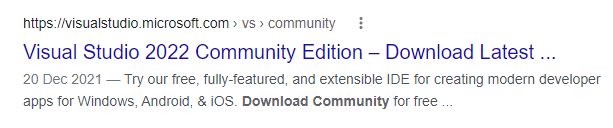 https://visualstudio.microsoft.com › vs › community
Visual Studio 2022 Community Edition – Download Latest ...
20 Dec 2021 — Try our free, fully-featured, and extensible IDE for creating modern developer
apps for Windows, Android, & iOS. Download Community for free ...